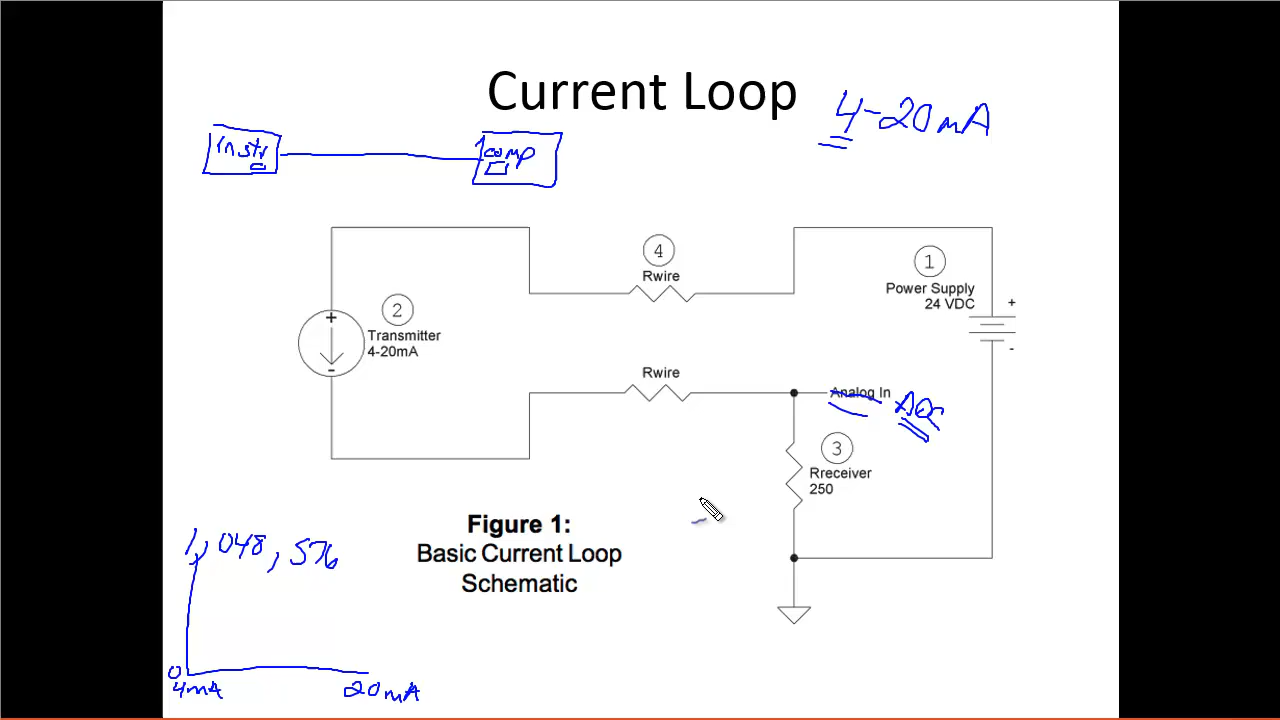 Current Loop
4-20mA
instr
comp
4
Rwire
1
Power Supply
24 VDC
+
-
2
+
Transmitter
4-20mA
-
Rwire
Analog In
3
Rreceiver
250
Figure 1:
Basic Current Loop
Schematic
1,048,576
0
4mA
20mA